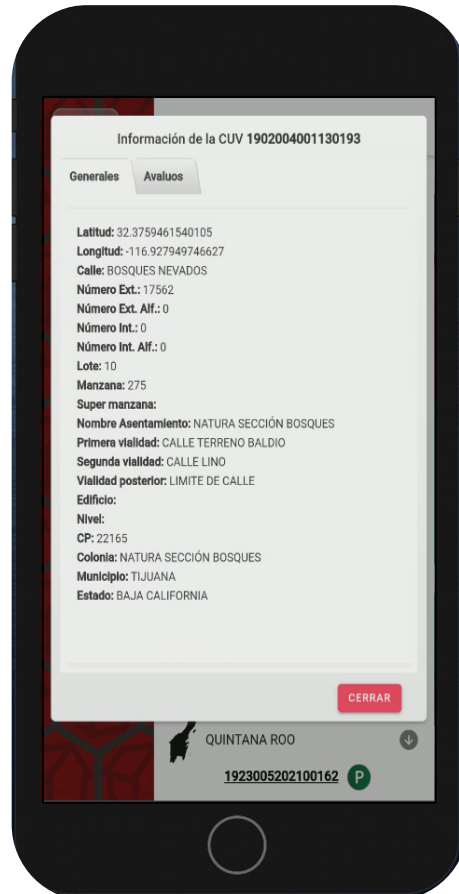 Información de la CUV 1902004001130193
Generales Avaluos
Latitud: 32.3759461540105
Longitud: -116.927949746627
Calle: BOSQUES NEVADOS
Número Ext.: 17562
Número Ext. Alf.: 0
Número Int.: 0
Número Int. Alf.: 0
Lote: 10
Manzana: 275
Super manzana:
Nombre Asentamiento: NATURA SECCIÓN BOSQUES
Primera vialidad: CALLE TERRENO BALDIO
Segunda vialidad: CALLE LINO
Vialidad posterior: LIMITE DE CALLE
Edificio:
Nivel:
CP: 22165
Colonia: NATURA SECCIÓN BOSQUES
Municipio: TIJUANA
Estado: BAJA CALIFORNIA
CERRAR
QUINTANA ROO
1923005202100162 P